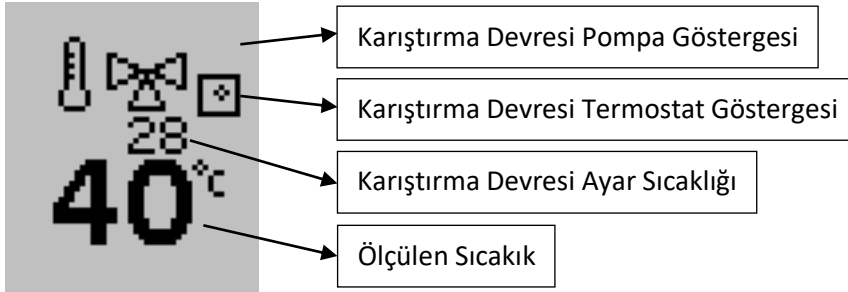 Karıştırma Devresi Pompa Göstergesi
Karıştırma Devresi Termostat Göstergesi
28
Karıştırma Devresi Ayar Sıcaklığı
40°C
Ölçülen Sıcakık